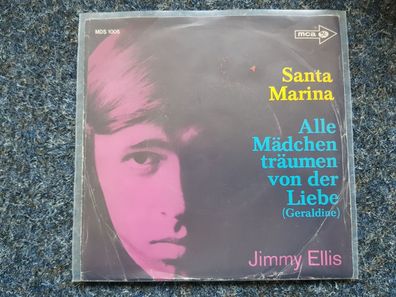 MDS 1006
mca
Santa
Marina
Alle
Mädchen
träumen
von der
Liebe
(Geraldine)
Jimmy Ellis